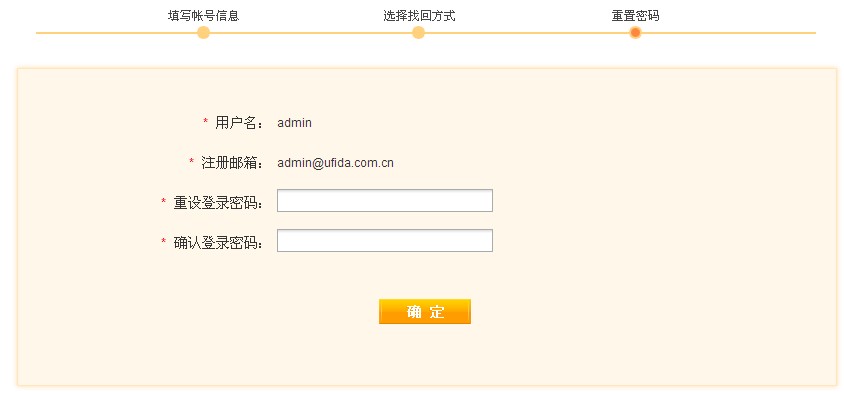 填写帐号信息 选择找回方式 重置密码
* 用户名： admin
* 注册邮箱： admin@ufida.com.cn
* 重设登录密码：
* 确认登录密码：
确 定